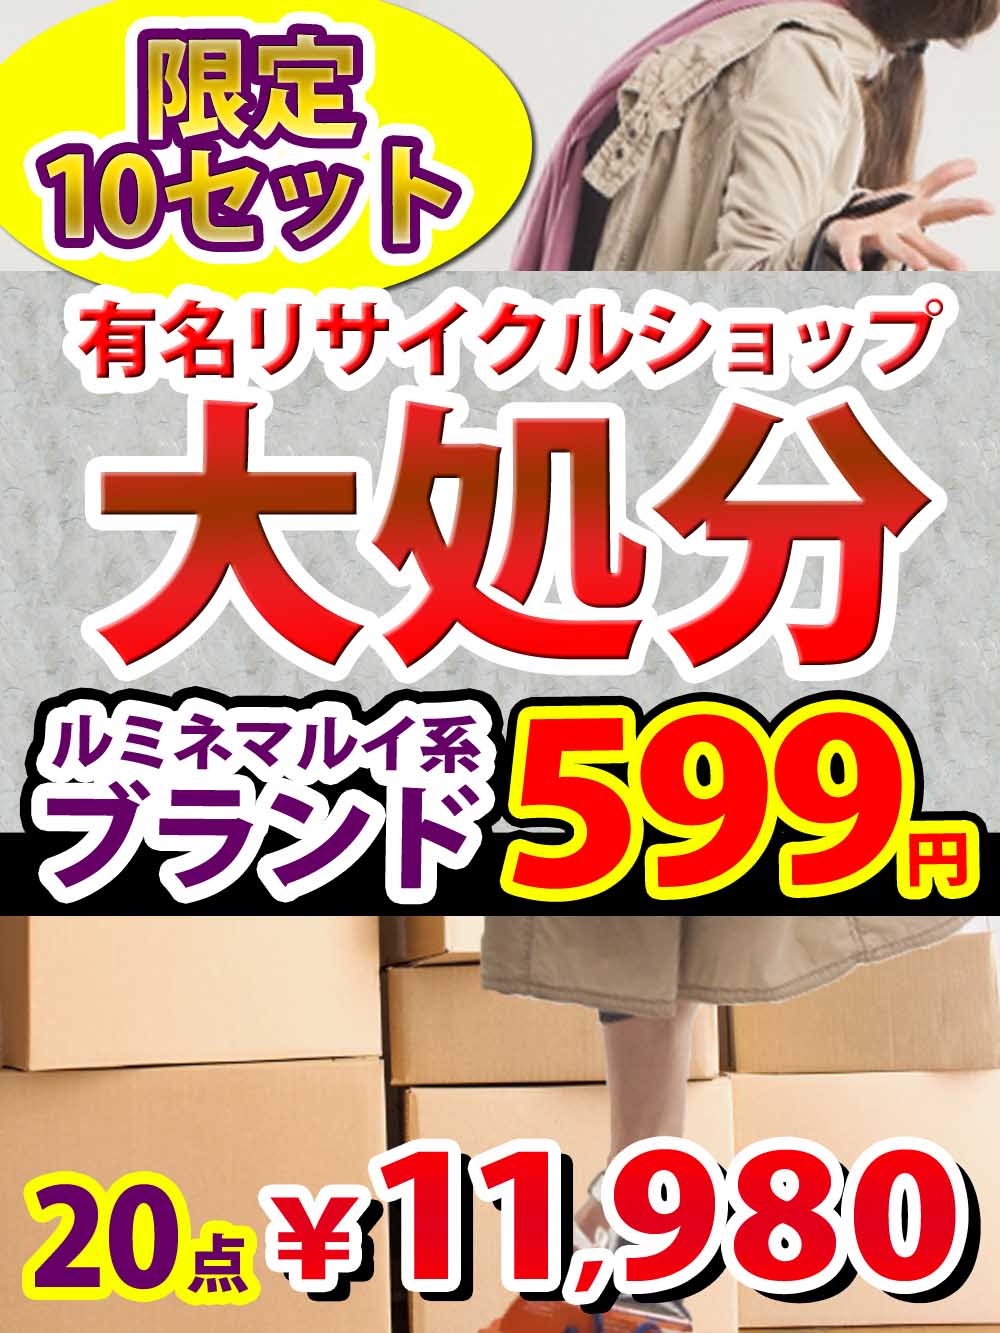 限定
10セット
有名リサイクルショップ
大処分
ルミネマルイ系
ブランド 599円
20点 ¥11,980